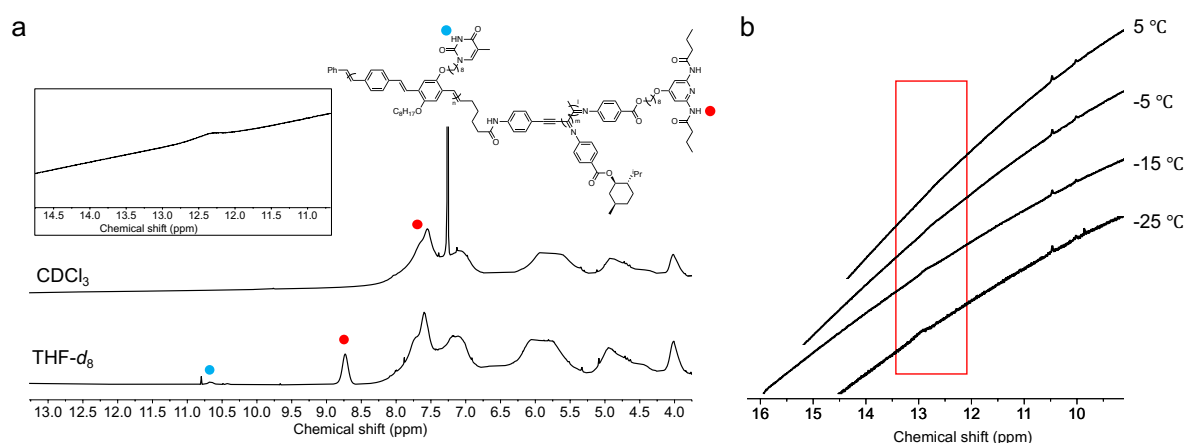 a
O
HN
O
N
O
8
Ph
n
C₈H₁₇O
HN
O
l
m
N
N
O
O
O
8
O
HN
N
NH
O
O
O
iPr
14.5 14.0 13.5 13.0 12.5 12.0 11.5 11.0
Chemical shift (ppm)
CDCl₃
THF-d₈
13.0 12.5 12.0 11.5 11.0 10.5 10.0 9.5 9.0 8.5 8.0 7.5 7.0 6.5 6.0 5.5 5.0 4.5 4.0
Chemical shift (ppm)
b
5 ℃
-5 ℃
-15 ℃
-25 ℃
16 15 14 13 12 11 10
Chemical shift (ppm)